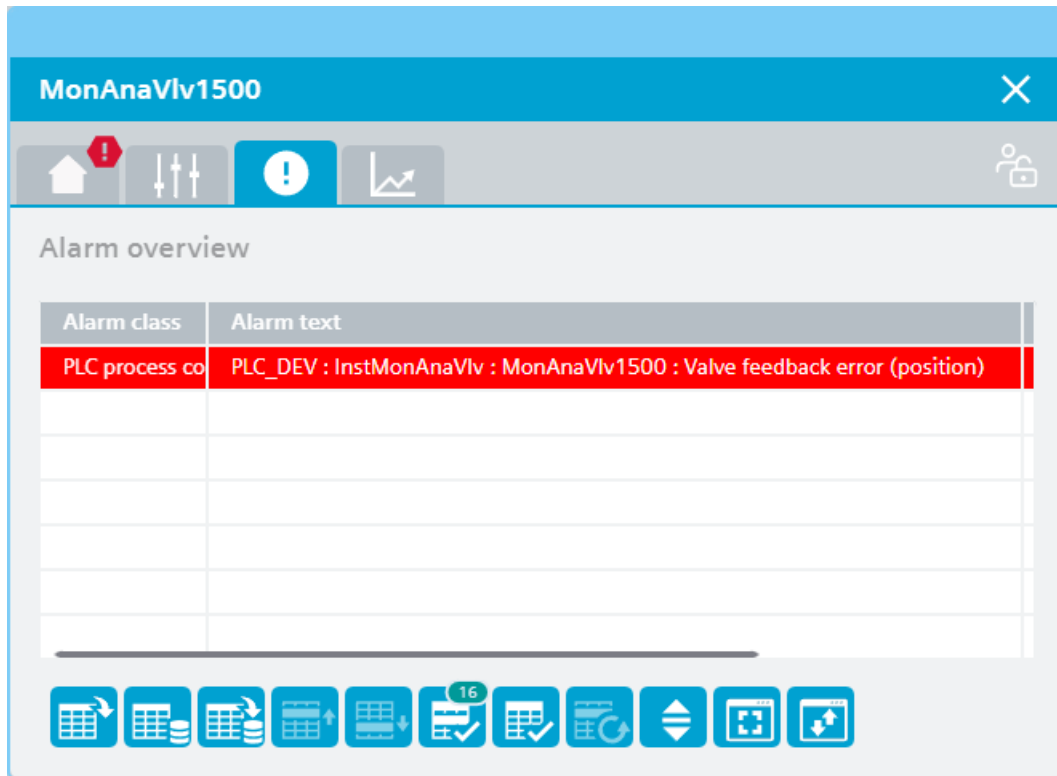 MonAnaVlv1500
Alarm overview
Alarm class Alarm text
PLC process co PLC_DEV : InstMonAnaVlv : MonAnaVlv1500 : Valve feedback error (position)
16